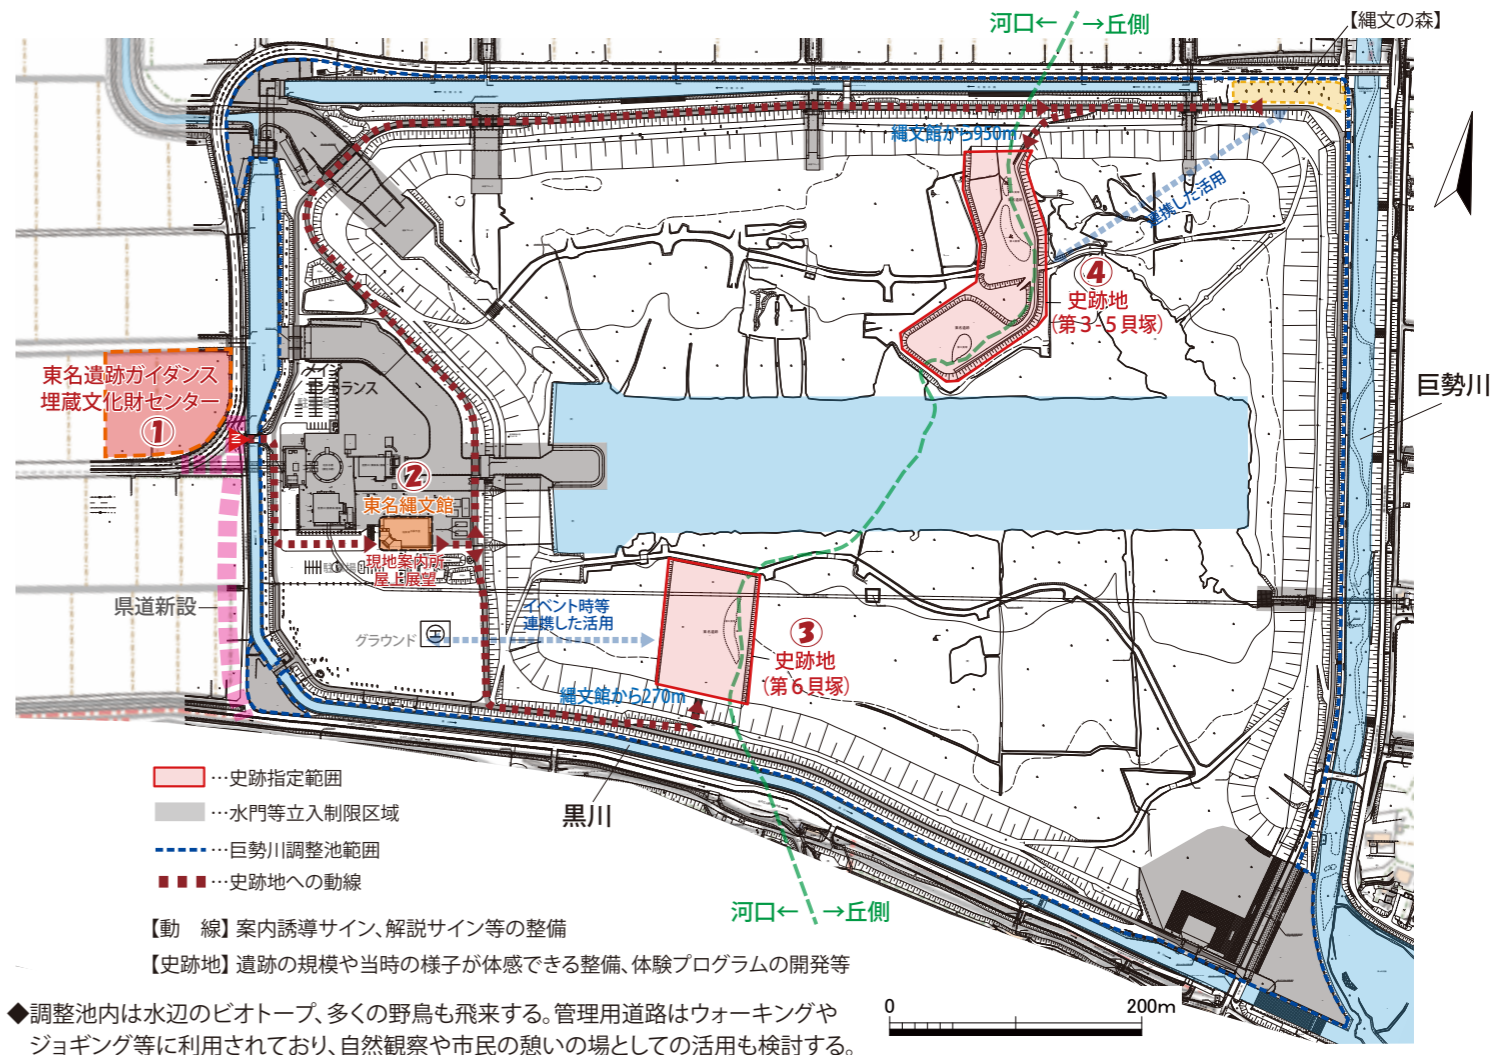 河口← →丘側
【縄文の森】
縄文館から950m
連携した活用
④
史跡地
（第３-５貝塚）
巨勢川
東名遺跡ガイダンス
埋蔵文化財センター
①
エントランス
②
東名縄文館
現地案内所
屋上展望
駐車場
県道新設
グラウンド
イベント時等
連携した活用
③
史跡地
（第６貝塚）
縄文館から270m
…史跡指定範囲
…水門等立入制限区域
…巨勢川調整池範囲
…史跡地への動線
黒川
河口← →丘側
【動　線】案内誘導サイン、解説サイン等の整備
【史跡地】遺跡の規模や当時の様子が体感できる整備、体験プログラムの開発等
0 200m
◆調整池内は水辺のビオトープ、多くの野鳥も飛来する。管理用道路はウォーキングや
ジョギング等に利用されており、自然観察や市民の憩いの場としての活用も検討する。